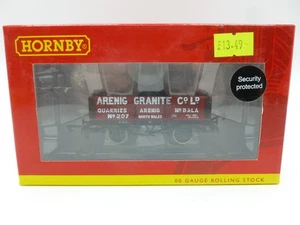 HORNBY
£13.49
Security
protected
ARENIG GRANITE Co LD
QUARRIES ARENIG Nr BALA
No 207 NORTH WALES
00 GAUGE ROLLING STOCK